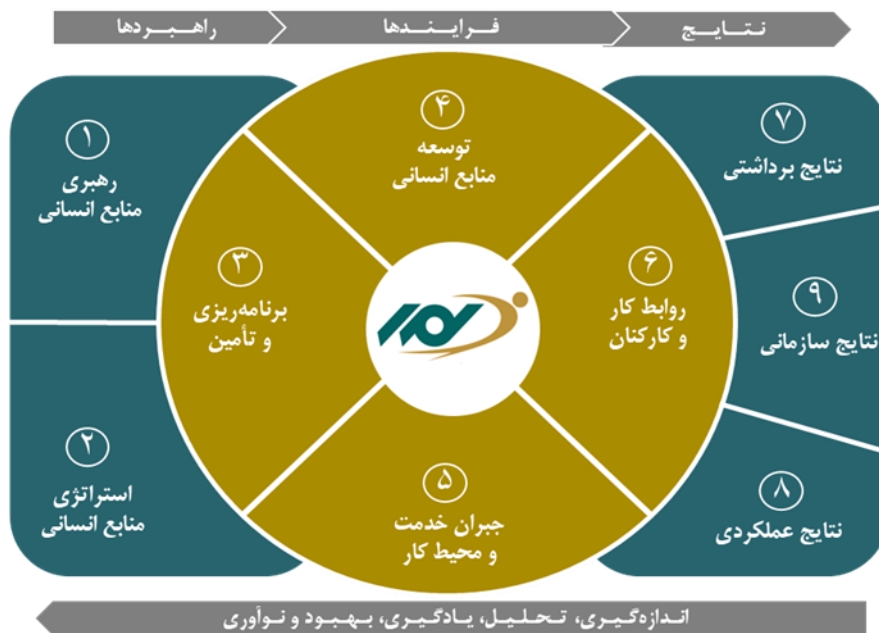 راهبردها
فرایندها
نتایج
۱
رهبری
منابع انسانی
۲
استراتژی
منابع انسانی
۳
برنامه‌ریزی
و تأمین
۴
توسعه
منابع انسانی
۵
جبران خدمت
و محیط کار
۶
روابط کار
و کارکنان
۷
نتایج برداشتی
۹
نتایج سازمانی
۸
نتایج عملکردی
اندازه‌گیری، تحلیل، یادگیری، بهبود و نوآوری